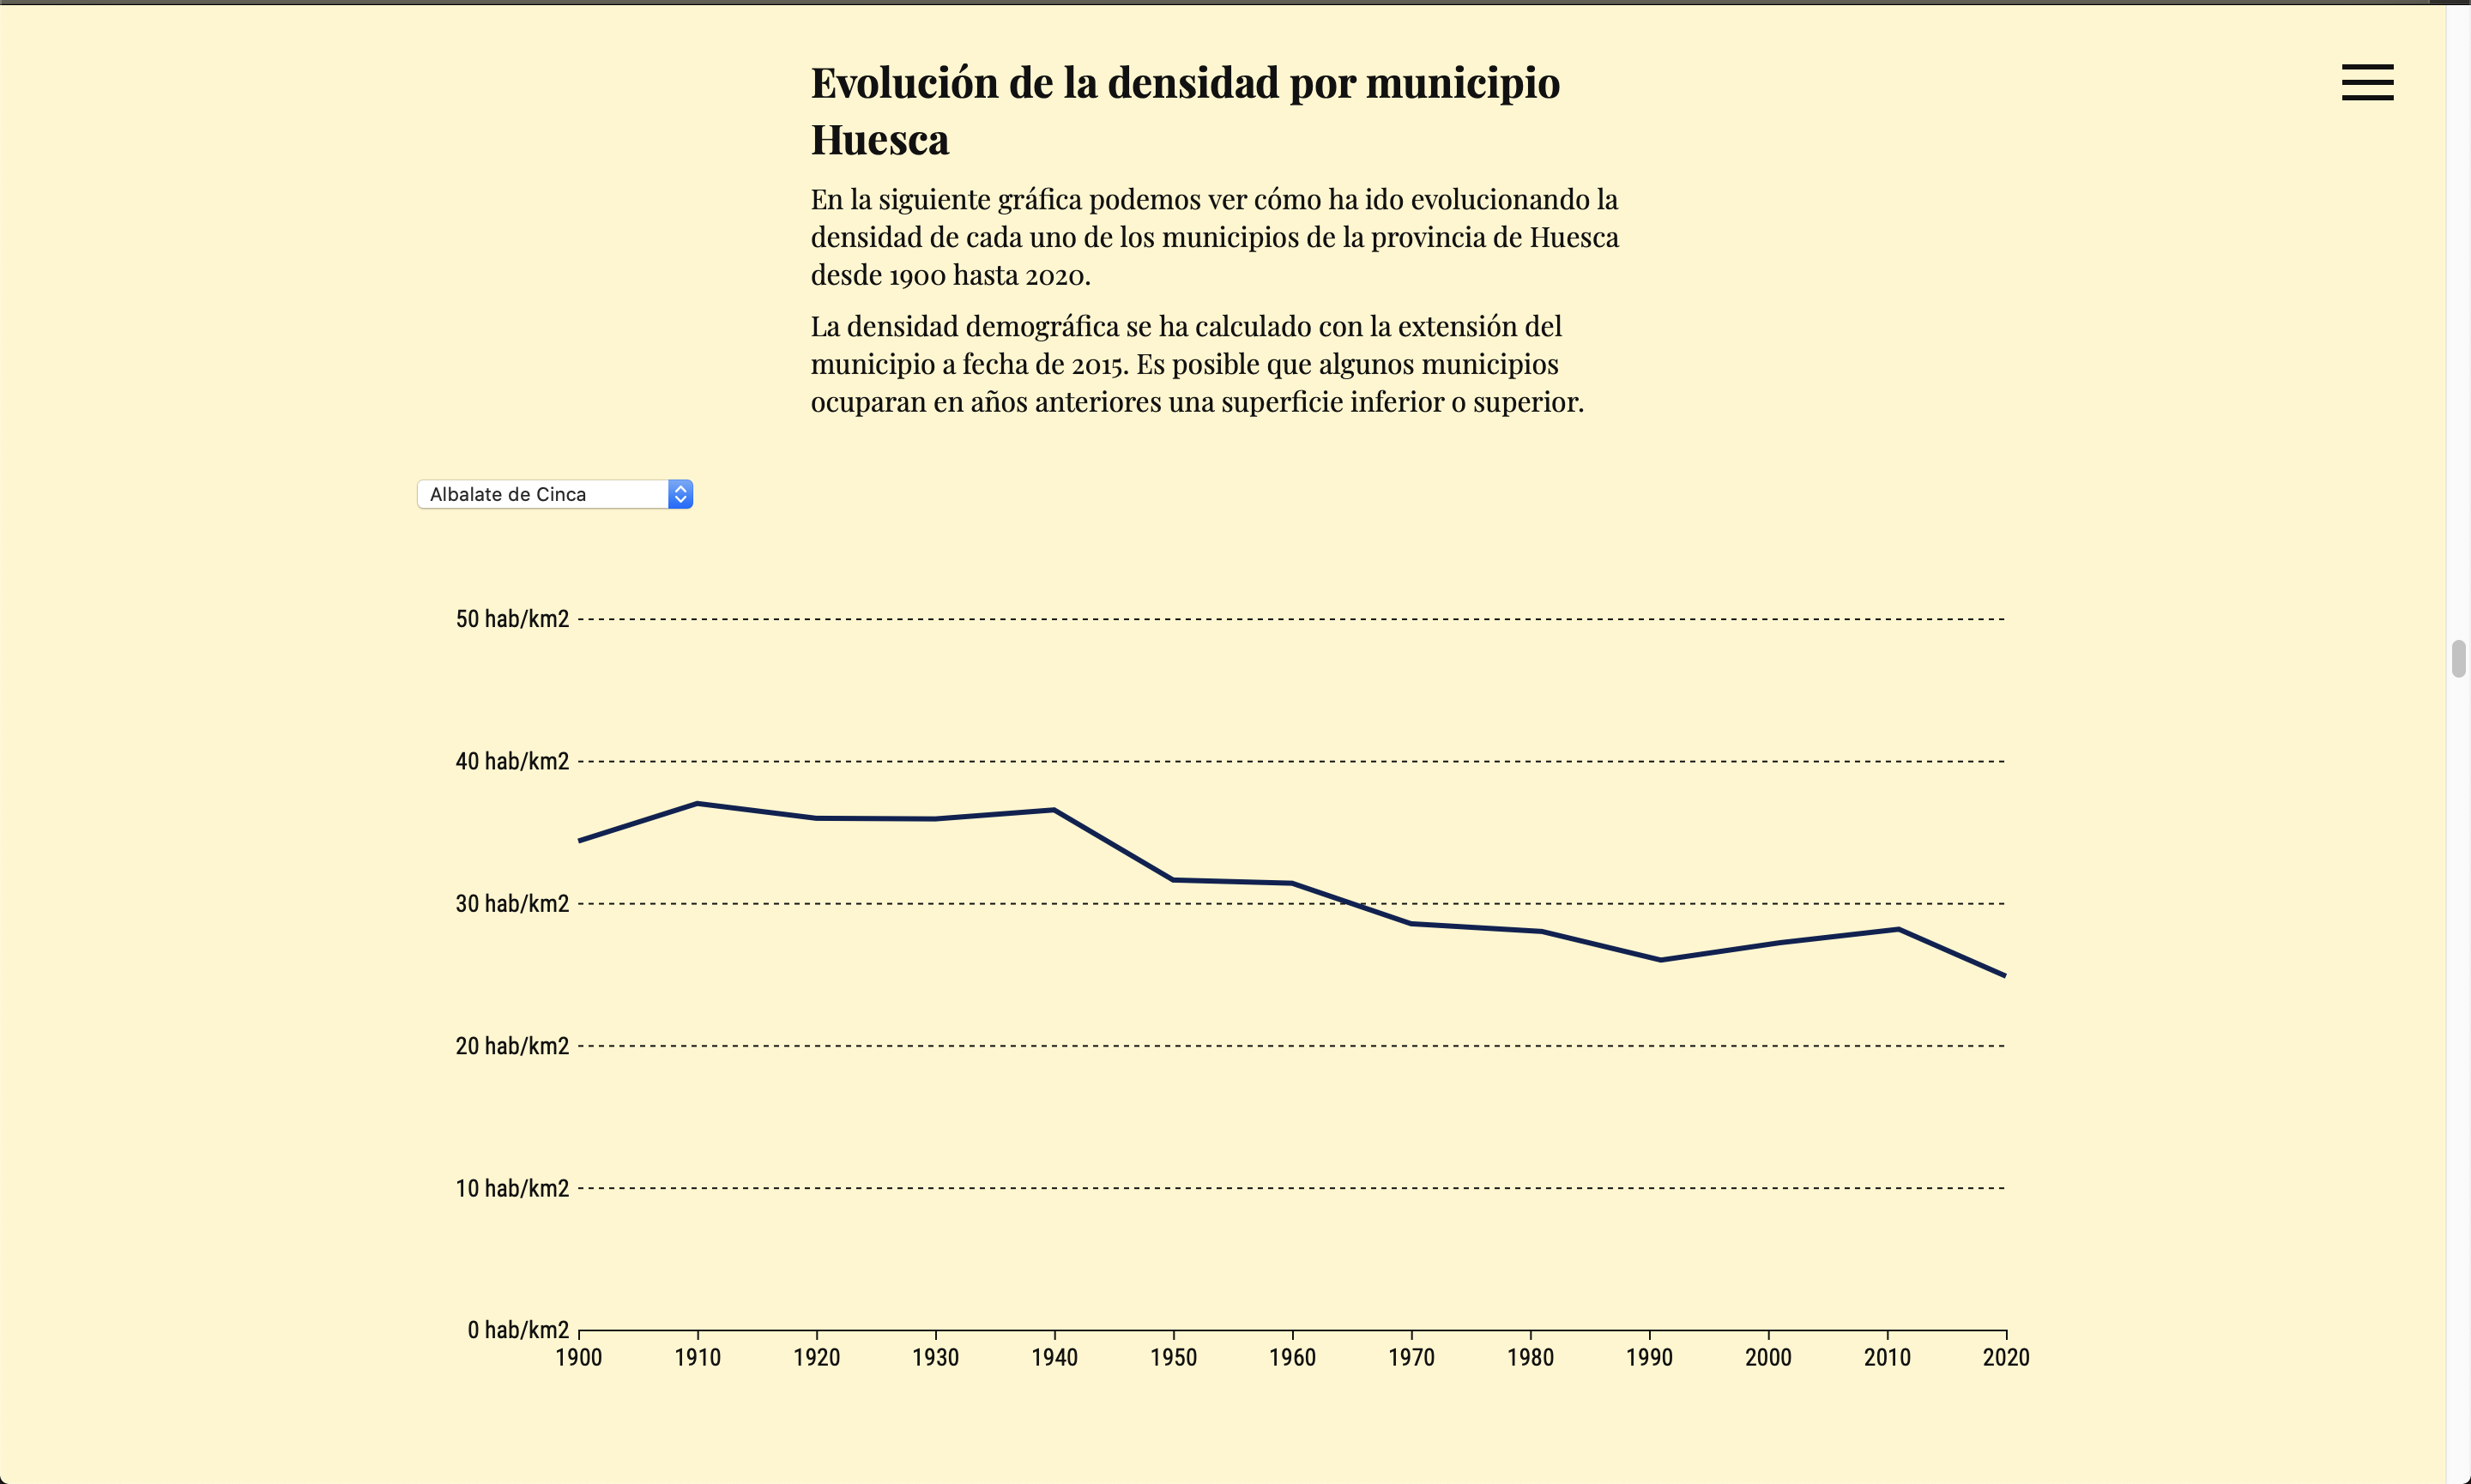 Evolución de la densidad por municipio
Huesca
En la siguiente gráfica podemos ver cómo ha ido evolucionando la
densidad de cada uno de los municipios de la provincia de Huesca
desde 1900 hasta 2020.
La densidad demográfica se ha calculado con la extensión del
municipio a fecha de 2015. Es posible que algunos municipios
ocuparan en años anteriores una superficie inferior o superior.
Albalate de Cinca
50 hab/km2
40 hab/km2
30 hab/km2
20 hab/km2
10 hab/km2
0 hab/km2
1900 1910 1920 1930 1940 1950 1960 1970 1980 1990 2000 2010 2020